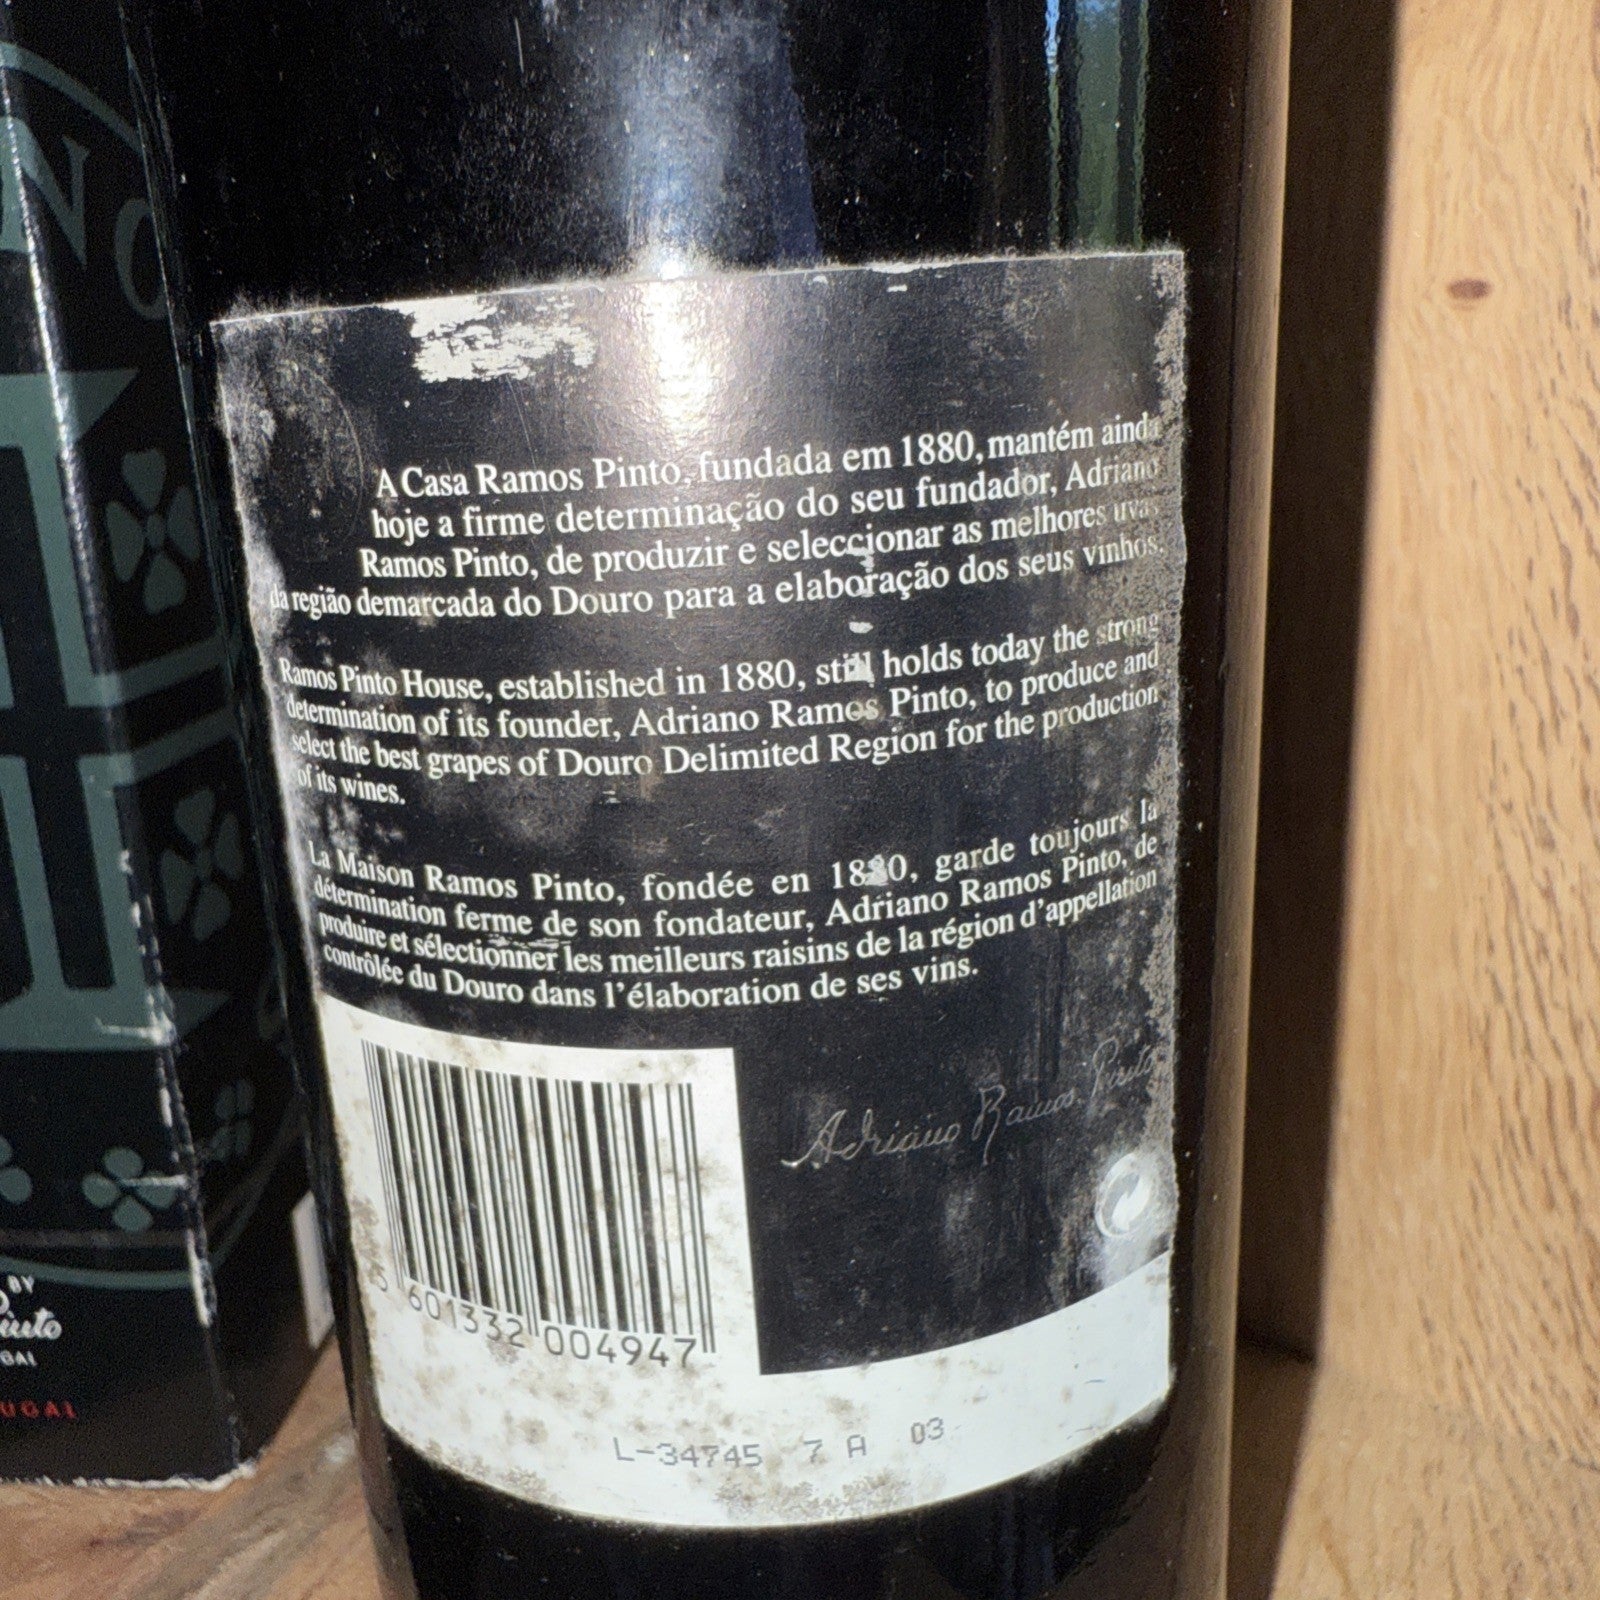 NO
A Casa Ramos Pinto, fundada em 1880, mantém ainda
hoje a firme determinação do seu fundador, Adriano
Ramos Pinto, de produzir e seleccionar as melhores uvas
da região demarcada do Douro para a elaboração dos seus vinhos.
Ramos Pinto House, established in 1880, still holds today the strong
determination of its founder, Adriano Ramos Pinto, to produce and
select the best grapes of Douro Delimited Region for the production
of its wines.
La Maison Ramos Pinto, fondée en 1880, garde toujours la
détermination ferme de son fondateur, Adriano Ramos Pinto, de
produire et sélectionner les meilleurs raisins de la région d'appellation
contrôlée du Douro dans l'élaboration de ses vins.
Adriano Ramos Pinto
5 601332 004947
L-34745 7 A 03
BY
Pinto
GAL
UGAL